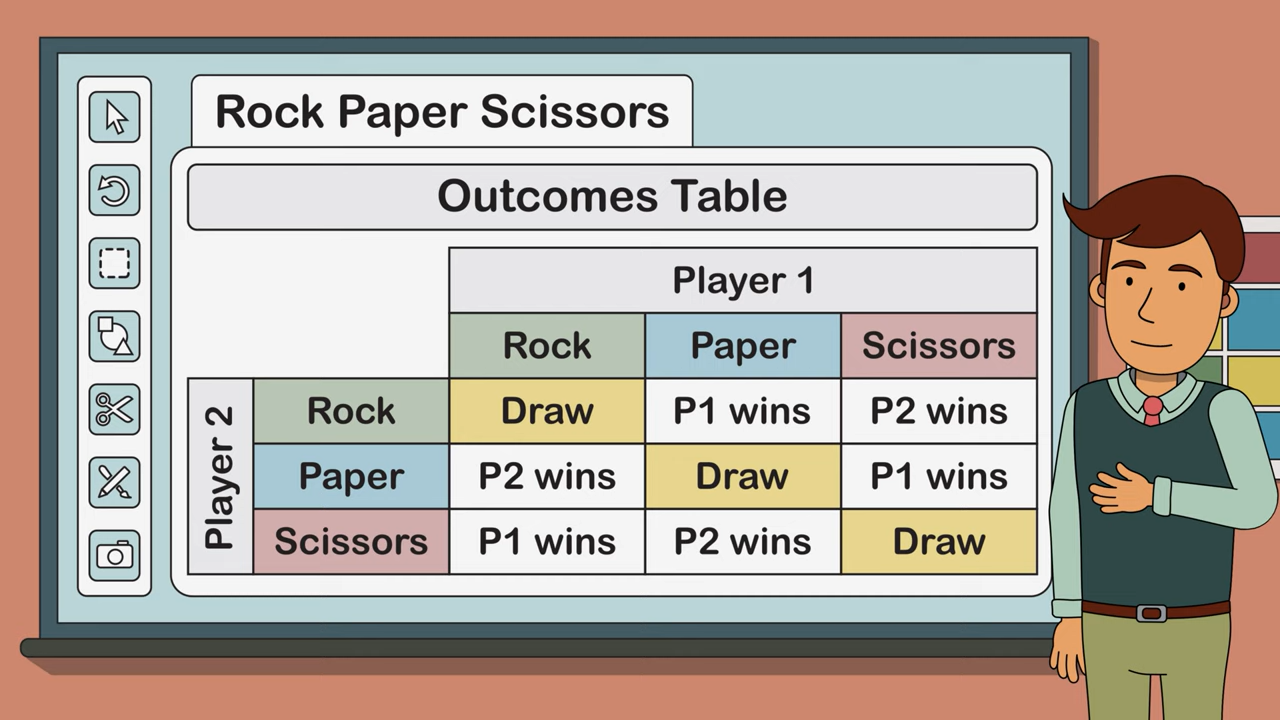 Rock Paper Scissors
Outcomes Table
Player 1
Rock Paper Scissors
Player 2
Rock Draw P1 wins P2 wins
Paper P2 wins Draw P1 wins
Scissors P1 wins P2 wins Draw